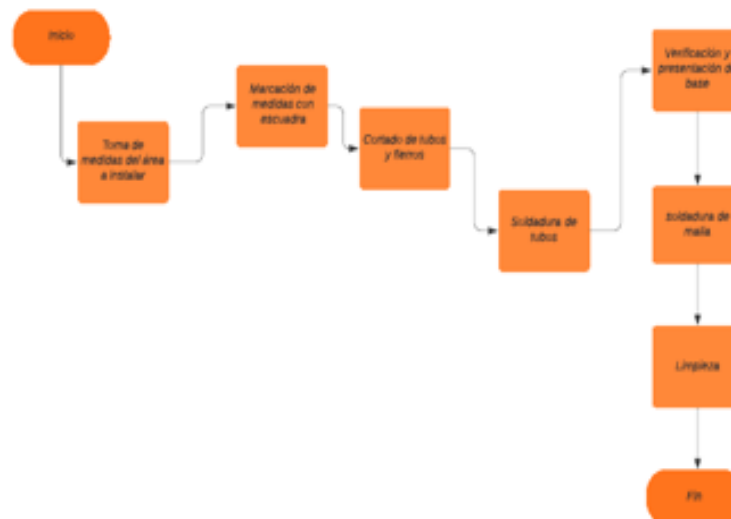 Inicio
Toma de
medidas del área
a instalar
Marcación de
medidas con
escuadra
Cortado de tubos
y fierros
Soldadura de
tubos
Verificación y
presentación de
base
soldadura de
malla
Limpieza
Fin